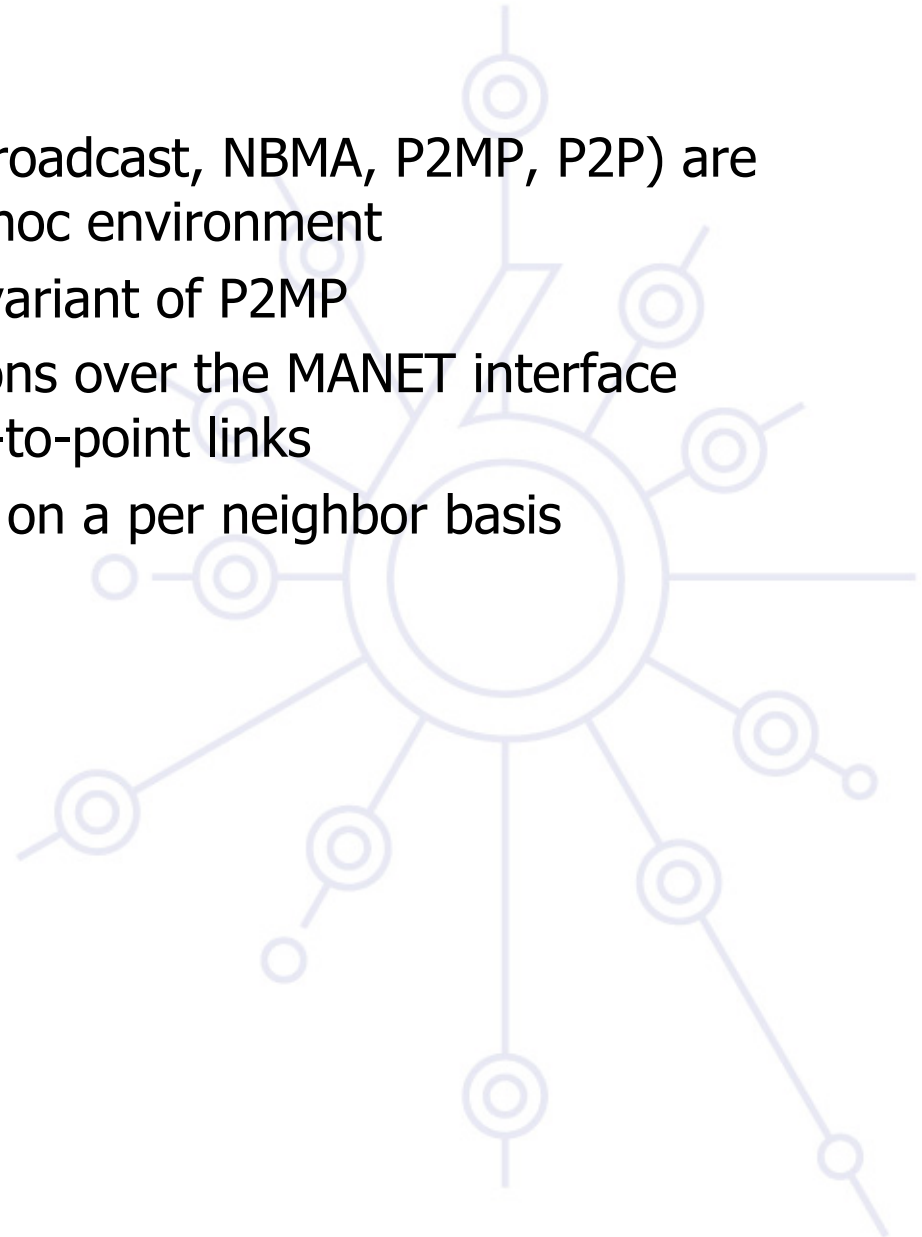 roadcast, NBMA, P2MP, P2P) are
hoc environment
variant of P2MP
ons over the MANET interface
-to-point links
on a per neighbor basis